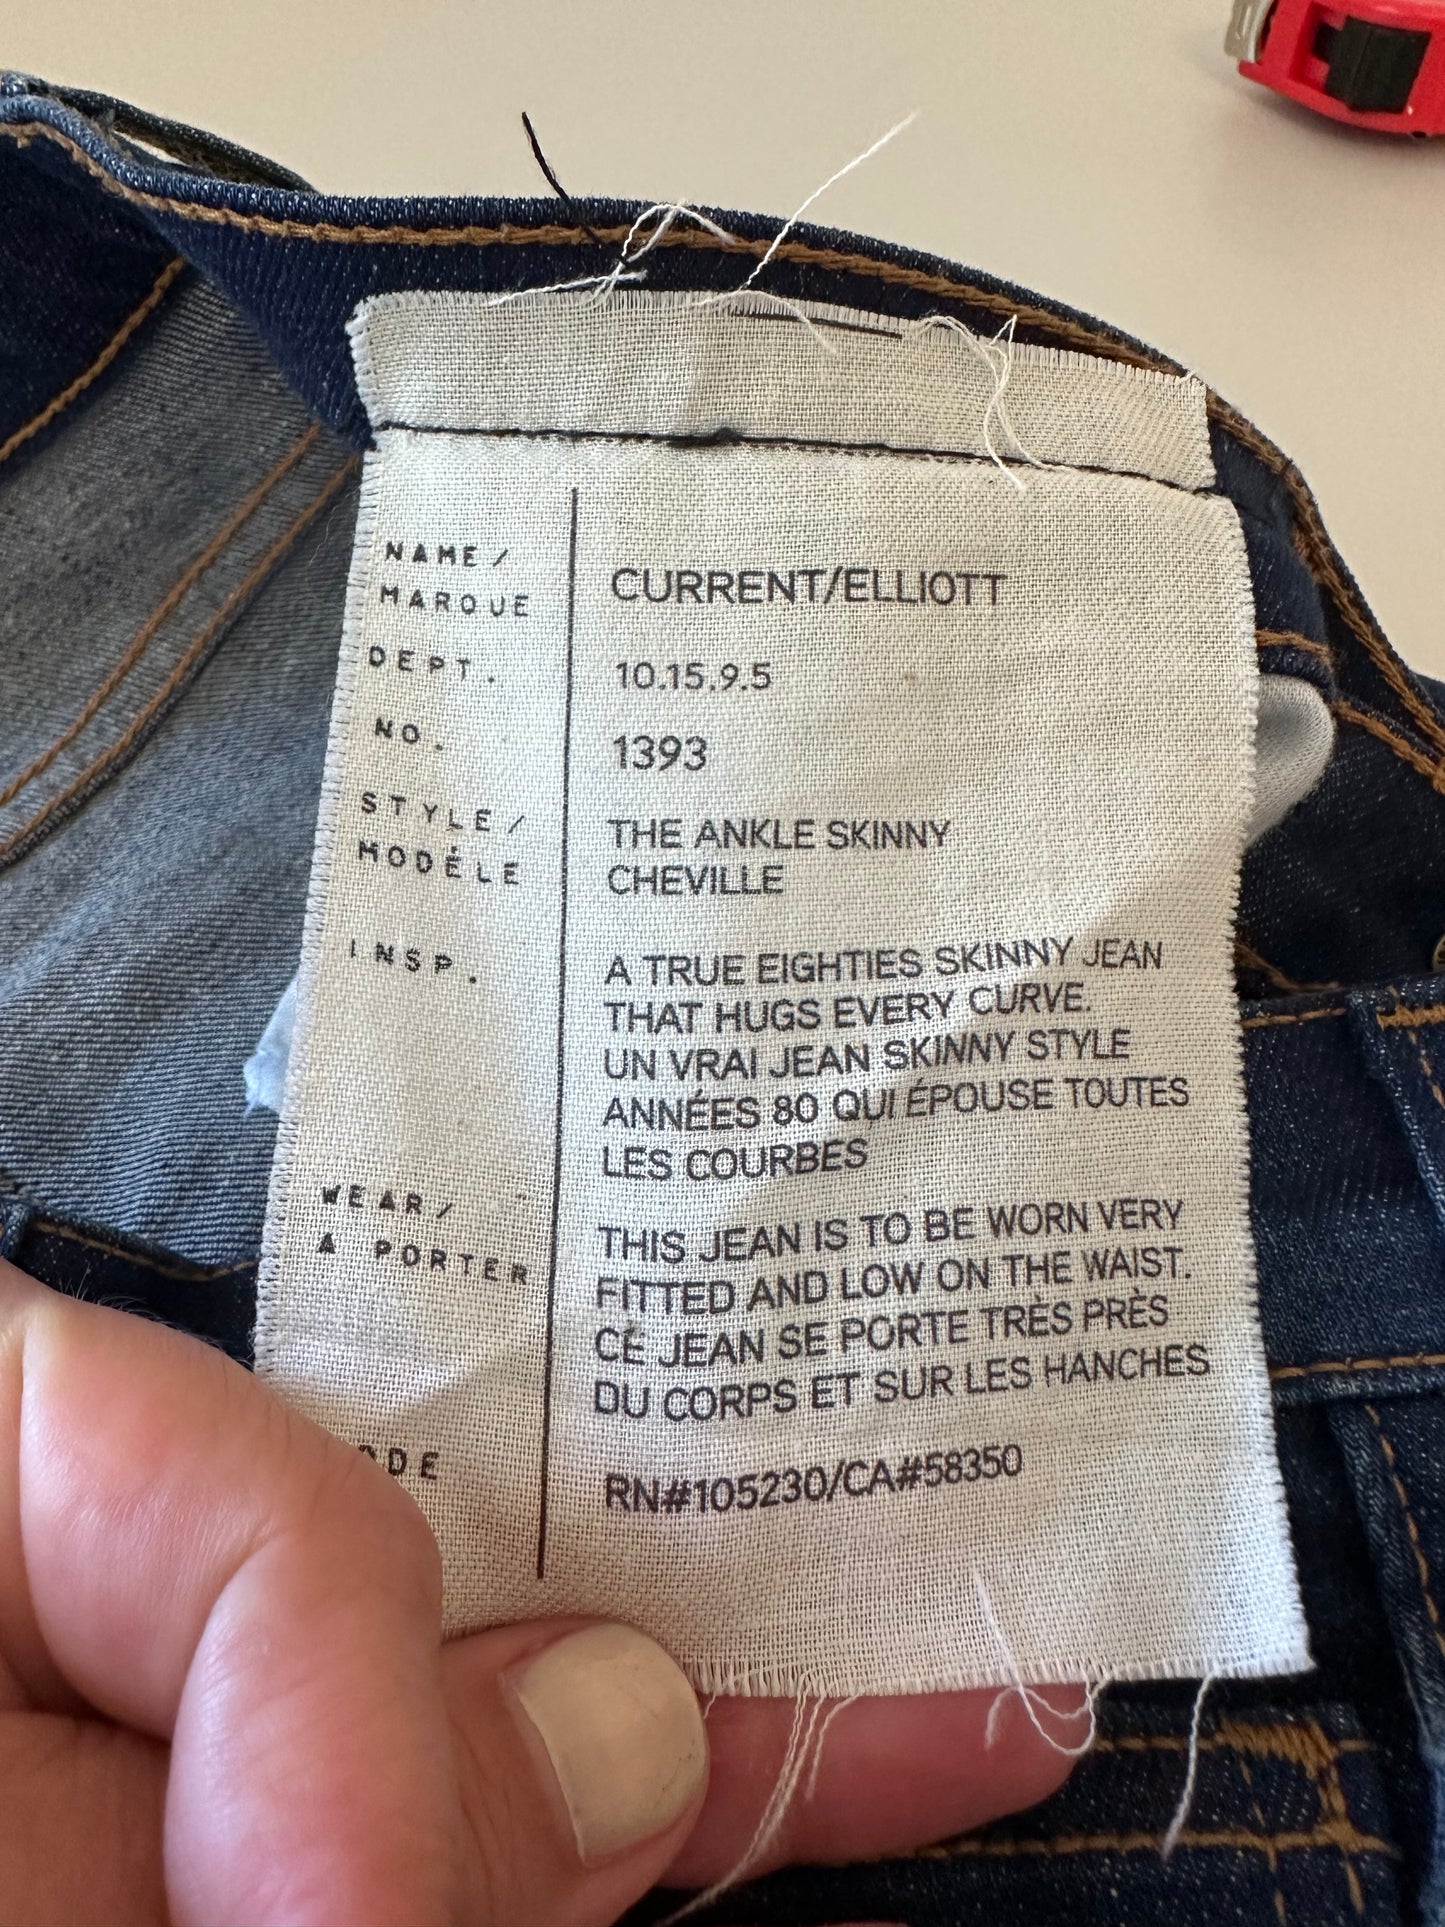 NAME/
MARQUE
CURRENT/ELLIOTT
DEPT.
10.15.9.5
NO.
1393
STYLE/
MODÈLE
THE ANKLE SKINNY
CHEVILLE
INSP.
A TRUE EIGHTIES SKINNY JEAN
THAT HUGS EVERY CURVE.
UN VRAI JEAN SKINNY STYLE
ANNÉES 80 QUI ÉPOUSE TOUTES
LES COURBES
WEAR/
A PORTER
THIS JEAN IS TO BE WORN VERY
FITTED AND LOW ON THE WAIST.
CE JEAN SE PORTE TRÈS PRÈS
DU CORPS ET SUR LES HANCHES
RN#105230/CA#58350